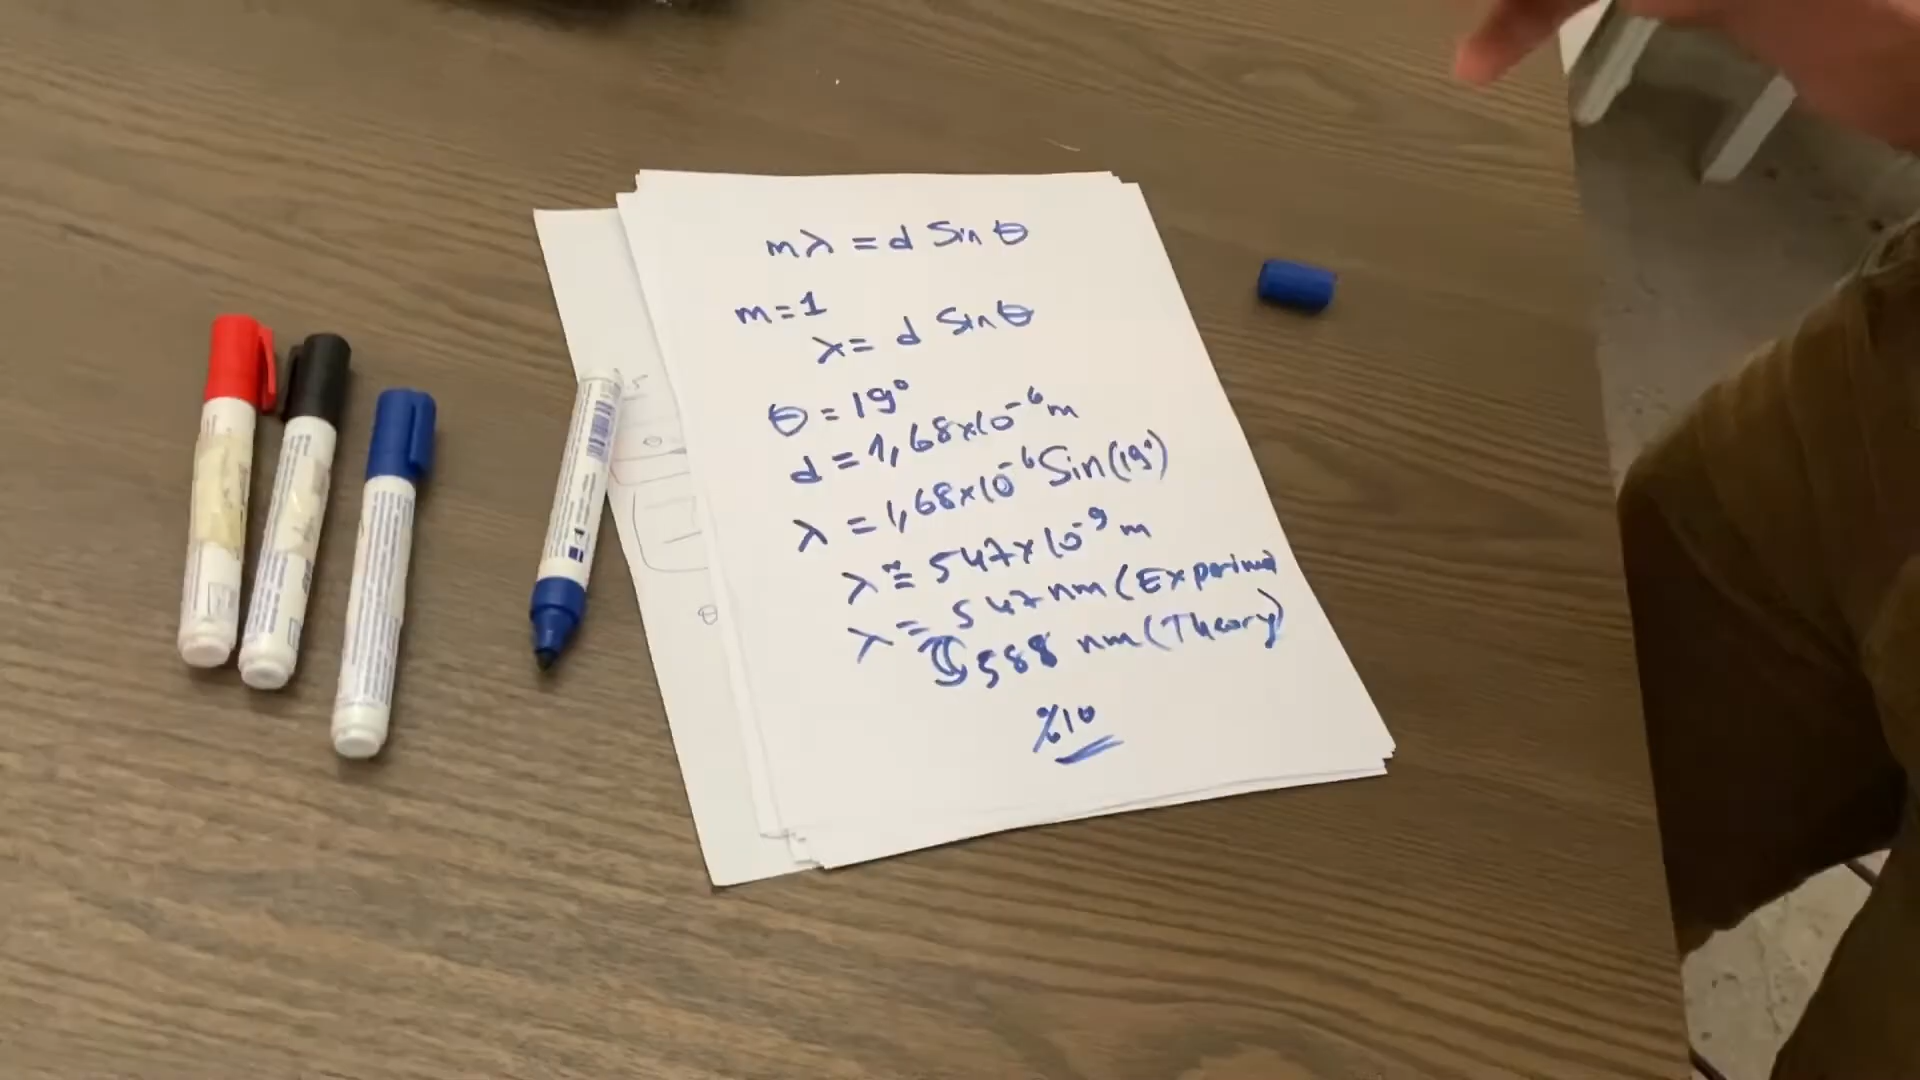 mλ = d Sin θ
m=1
λ = d Sin θ
θ = 19°
d = 1,68x10⁻⁶ m
λ = 1,68x10⁻⁶ Sin(19°)
λ ≈ 547x10⁻⁹ m
λ = 547 nm (Experimed
λ = 588 nm (Theory)
%10